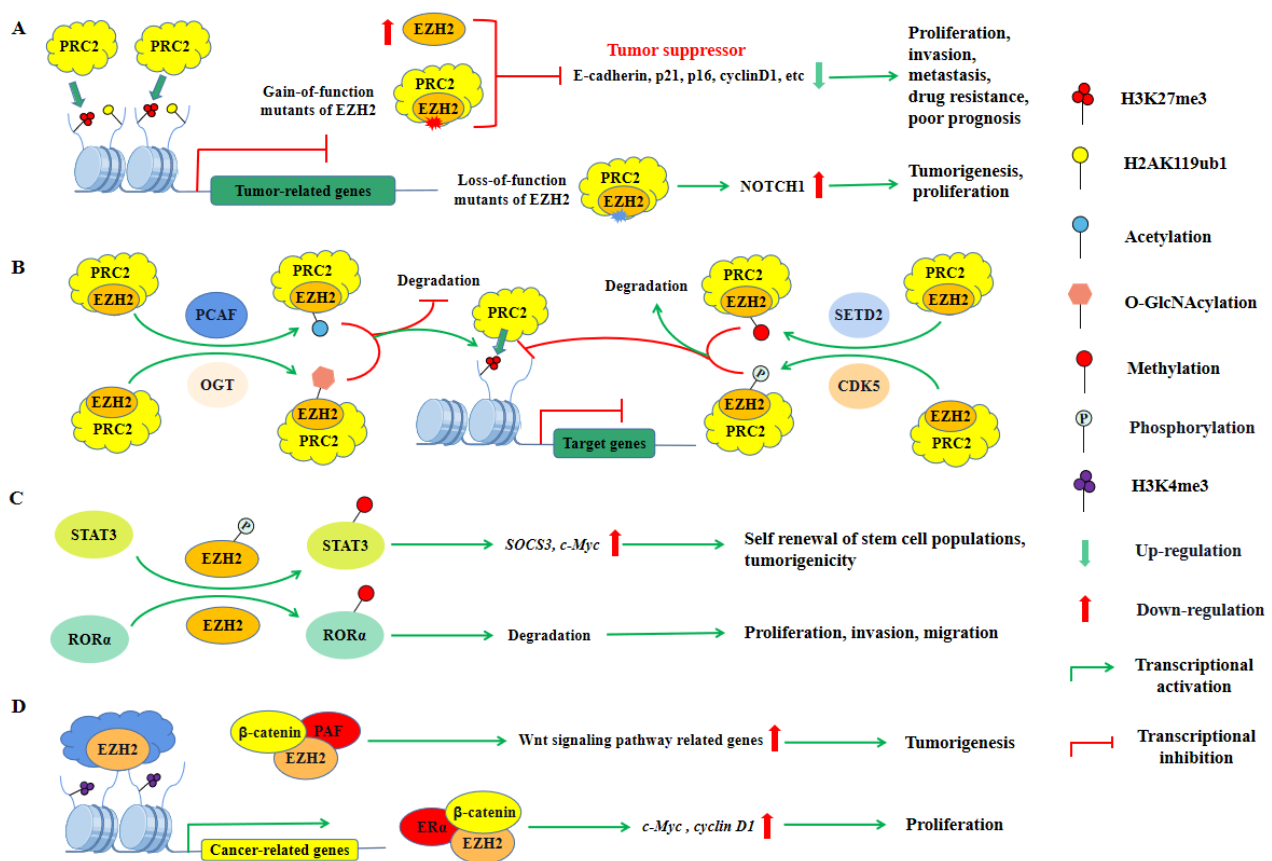 A
PRC2
PRC2
EZH2
Gain-of-function
mutants of EZH2
PRC2
EZH2
Tumor suppressor
E-cadherin, p21, p16, cyclinD1, etc
Proliferation,
invasion,
metastasis,
drug resistance,
poor prognosis
Tumor-related genes
Loss-of-function
mutants of EZH2
PRC2
EZH2
NOTCH1
Tumorigenesis,
proliferation
B
PRC2
EZH2
PCAF
OGT
EZH2
PRC2
PRC2
EZH2
EZH2
PRC2
Degradation
PRC2
Target genes
Degradation
PRC2
EZH2
P
EZH2
PRC2
SETD2
CDK5
PRC2
EZH2
EZH2
PRC2
C
STAT3
P
EZH2
STAT3
SOCS3, c-Myc
Self renewal of stem cell populations,
tumorigenicity
RORα
EZH2
RORα
Degradation
Proliferation, invasion, migration
D
EZH2
Cancer-related genes
β-catenin
PAF
EZH2
Wnt signaling pathway related genes
Tumorigenesis
ERα
β-catenin
EZH2
c-Myc , cyclin D1
Proliferation
H3K27me3
H2AK119ub1
Acetylation
O-GlcNAcylation
Methylation
P
Phosphorylation
H3K4me3
Up-regulation
Down-regulation
Transcriptional
activation
Transcriptional
inhibition